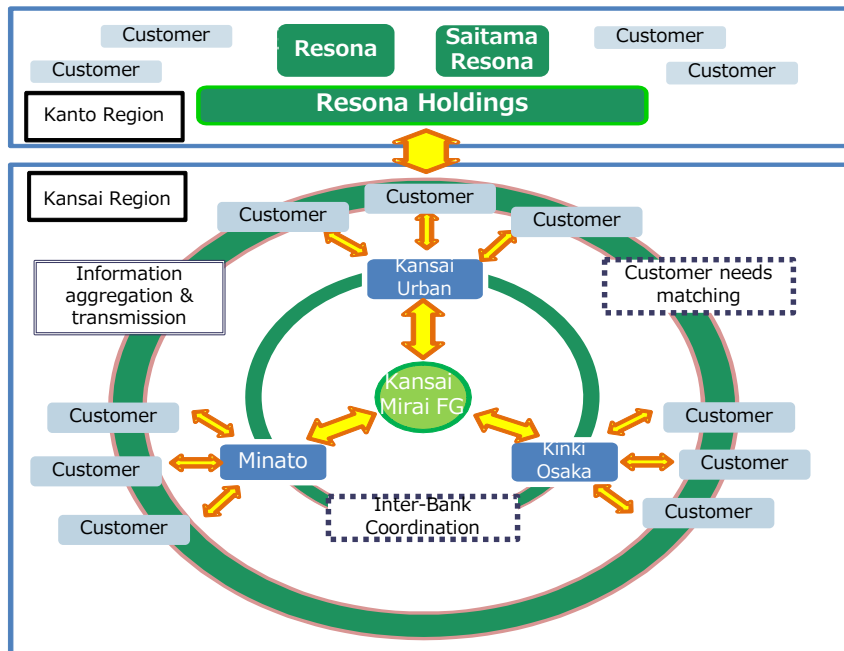 Customer
Resona
Saitama
Resona
Customer
Customer
Customer
Kanto Region
Resona Holdings
Kansai Region
Customer
Customer
Customer
Information
aggregation &
transmission
Kansai
Urban
Customer needs
matching
Kansai
Mirai FG
Customer
Customer
Customer
Minato
Kinki
Osaka
Customer
Customer
Customer
Customer
Inter-Bank
Coordination